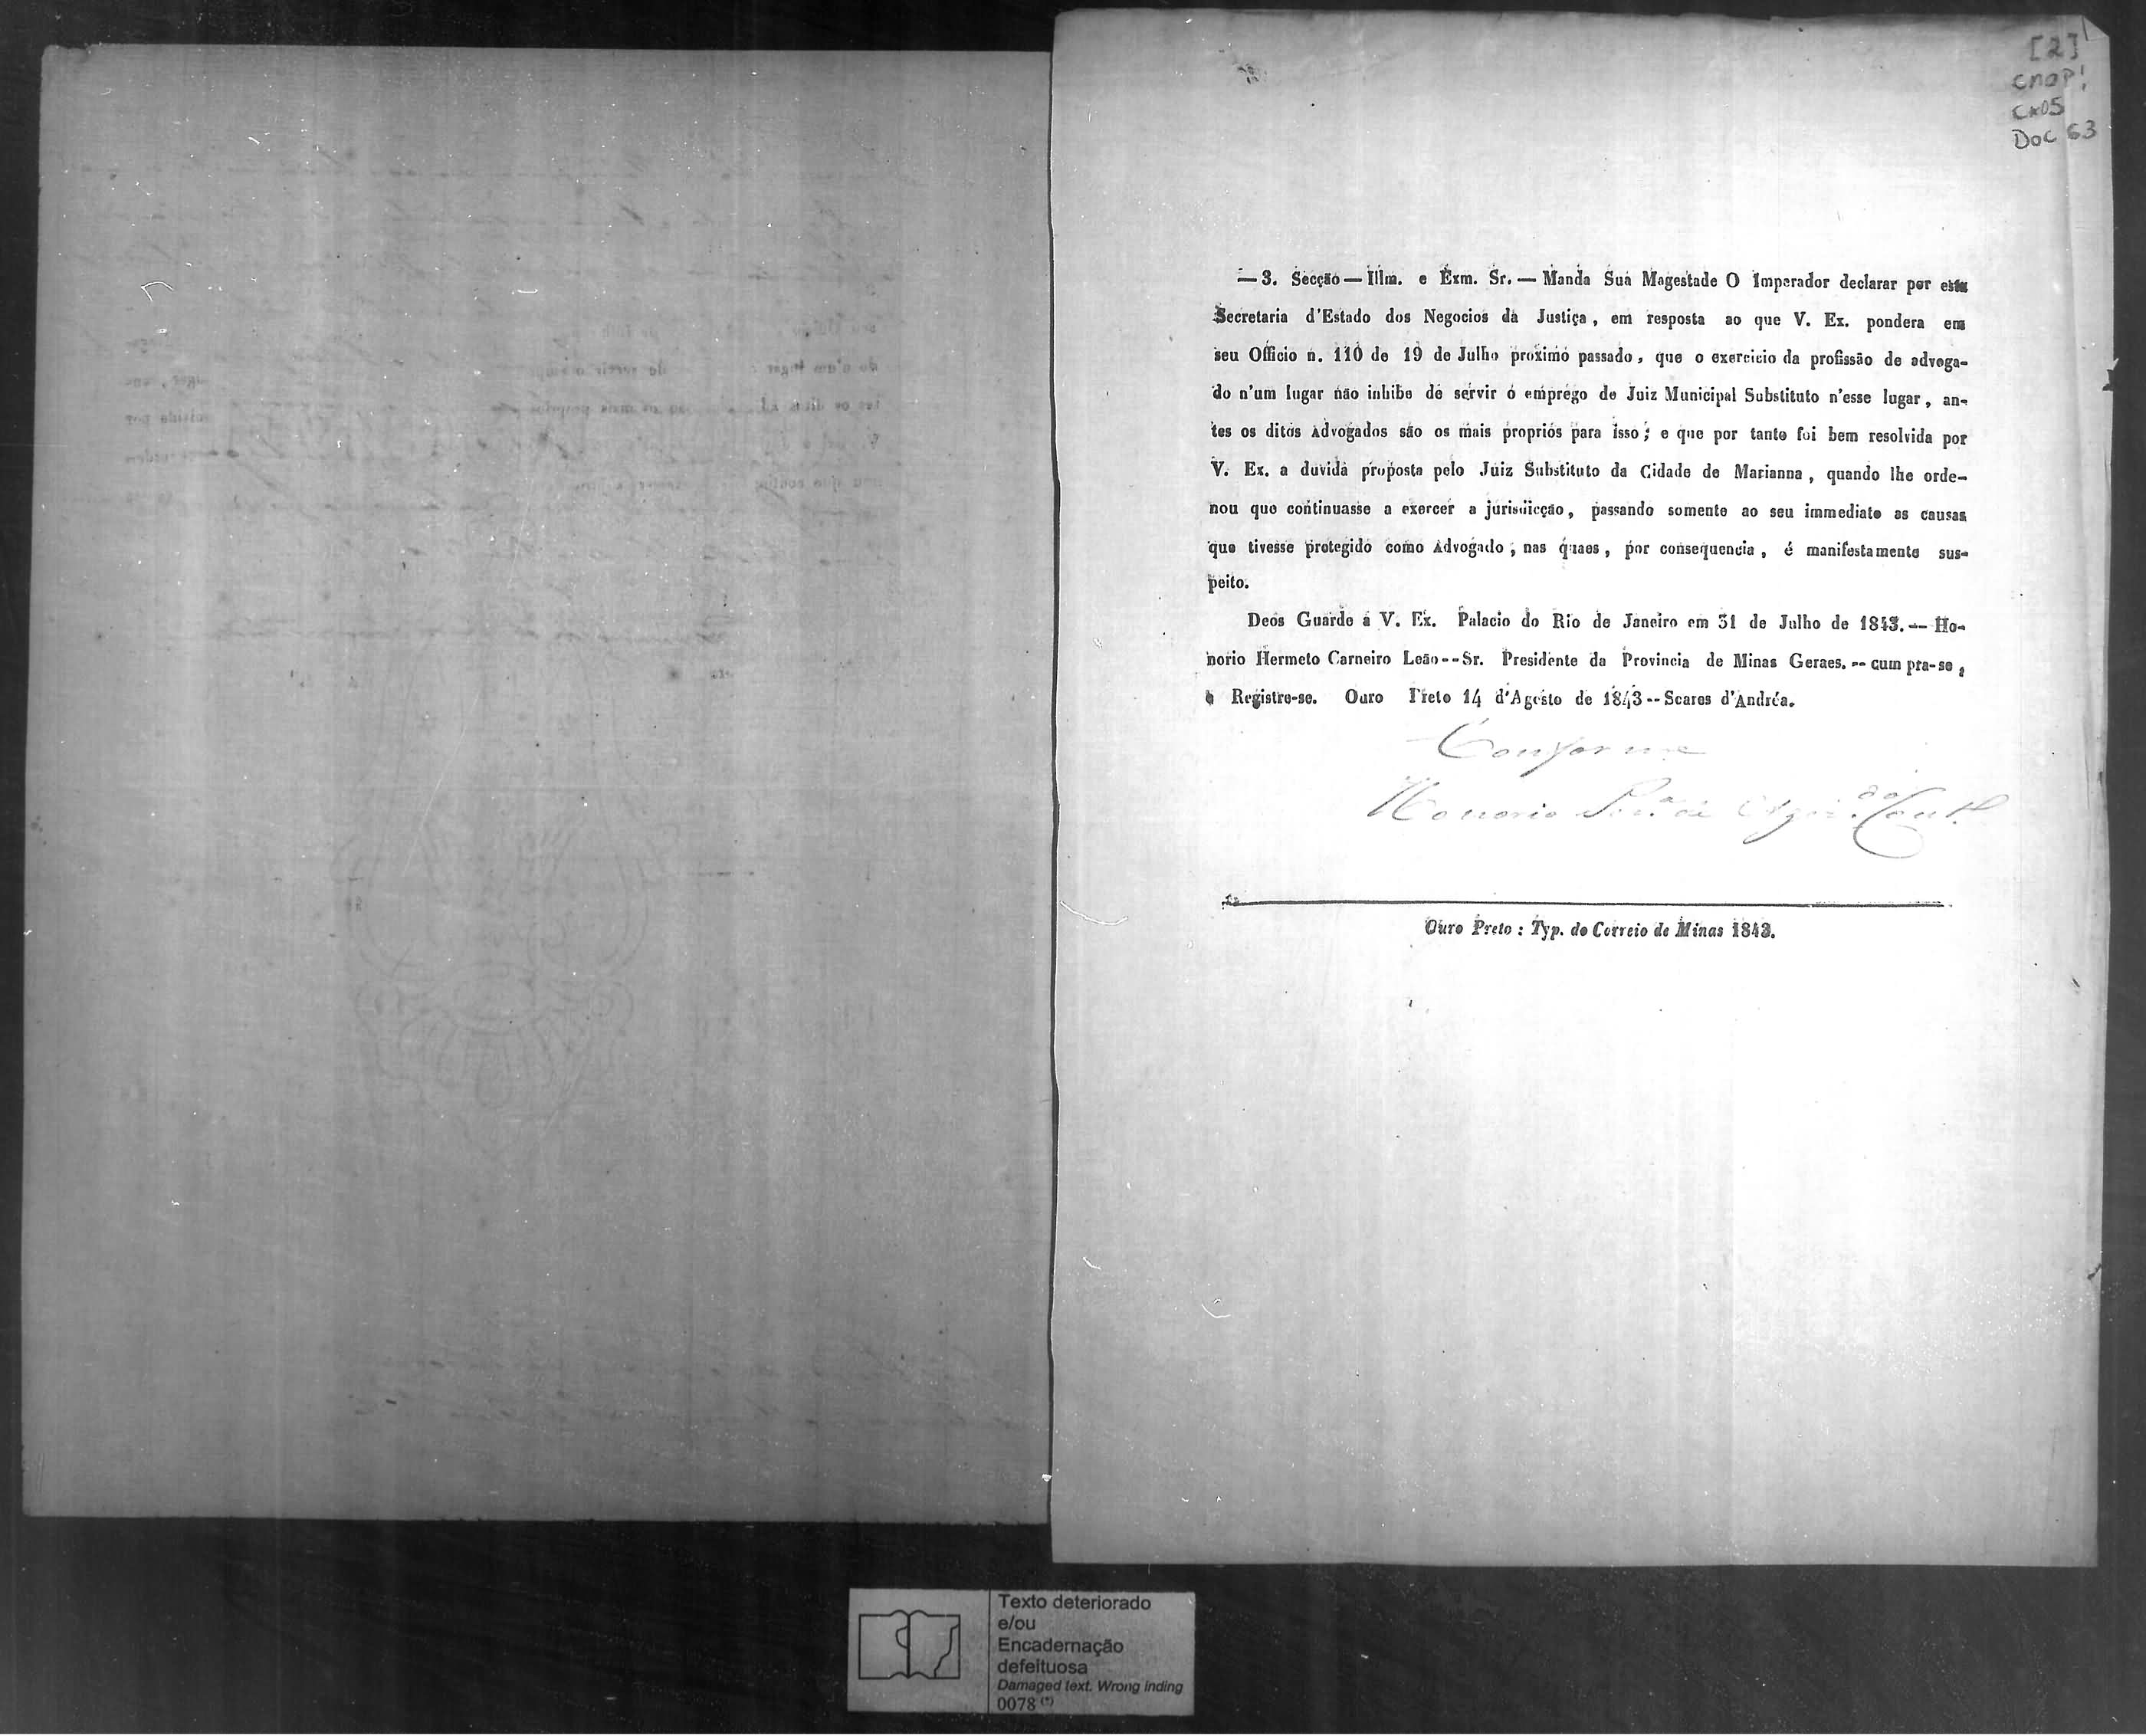 [2]
CMOP!
CX05
DOC 63
— 3. Secção — Illm. e Exm. Sr. — Manda Sua Magestade O Imperador declarar por esta
Secretaria d'Estado dos Negocios da Justiça, em resposta ao que V. Ex. pondera em
seu Officio n. 110 de 19 de Julho proximo passado, que o exercicio da profissão de advoga-
do n'um lugar não inhibe de servir o emprego de Juiz Municipal Substituto n'esse lugar, an-
tes os ditos Advogados são os mais proprios para isso; e que por tanto foi bem resolvida por
V. Ex. a duvida proposta pelo Juiz Substituto da Cidade de Marianna, quando lhe orde-
nou que continuasse a exercer a jurisdicção, passando somente ao seu immediato as causas
que tivesse protegido como Advogado, nas quaes, por consequencia, é manifestamente sus-
peito.
Deos Guarde a V. Ex. Palacio do Rio de Janeiro em 31 de Julho de 1843. -- Ho-
norio Hermeto Carneiro Leão -- Sr. Presidente da Provincia de Minas Geraes. -- cum pra-se,
e Registre-se. Ouro Preto 14 d'Agosto de 1843 -- Soares d'Andréa.
Conforme
Honorio
Ouro Preto : Typ. do Correio de Minas 1843.
Texto deteriorado
e/ou
Encadernação
defeituosa
Damaged text. Wrong inding
0078 (*)